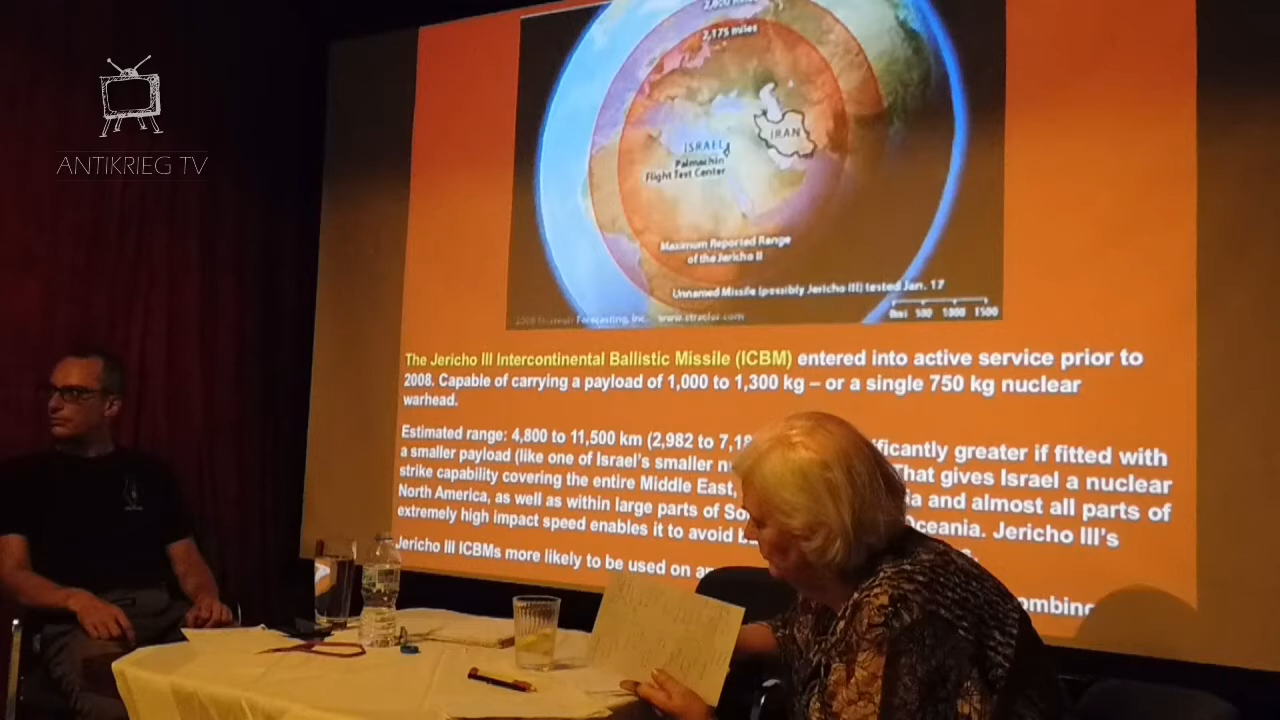 ANTIKRIEG TV
2,175 miles
IRAN
ISRAEL
Palmachim
Flight Test Center
Maximum Reported Range
of the Jericho II
Unnamed Missile (possibly Jericho III) tested Jan. 17
0mi 500 1000 1500
Forecasting, Inc. www.stratfor.com
The Jericho III Intercontinental Ballistic Missile (ICBM) entered into active service prior to
2008. Capable of carrying a payload of 1,000 to 1,300 kg – or a single 750 kg nuclear
warhead.
Estimated range: 4,800 to 11,500 km (2,982 to greater if fitted with
a smaller payload (like one of Israel's smaller That gives Israel a nuclear
strike capability covering the entire Middle East, and almost all parts of
North America, as well as within large parts of Oceania. Jericho III's
extremely high impact speed enables it to avoid
Jericho III ICBMs more likely to be used on